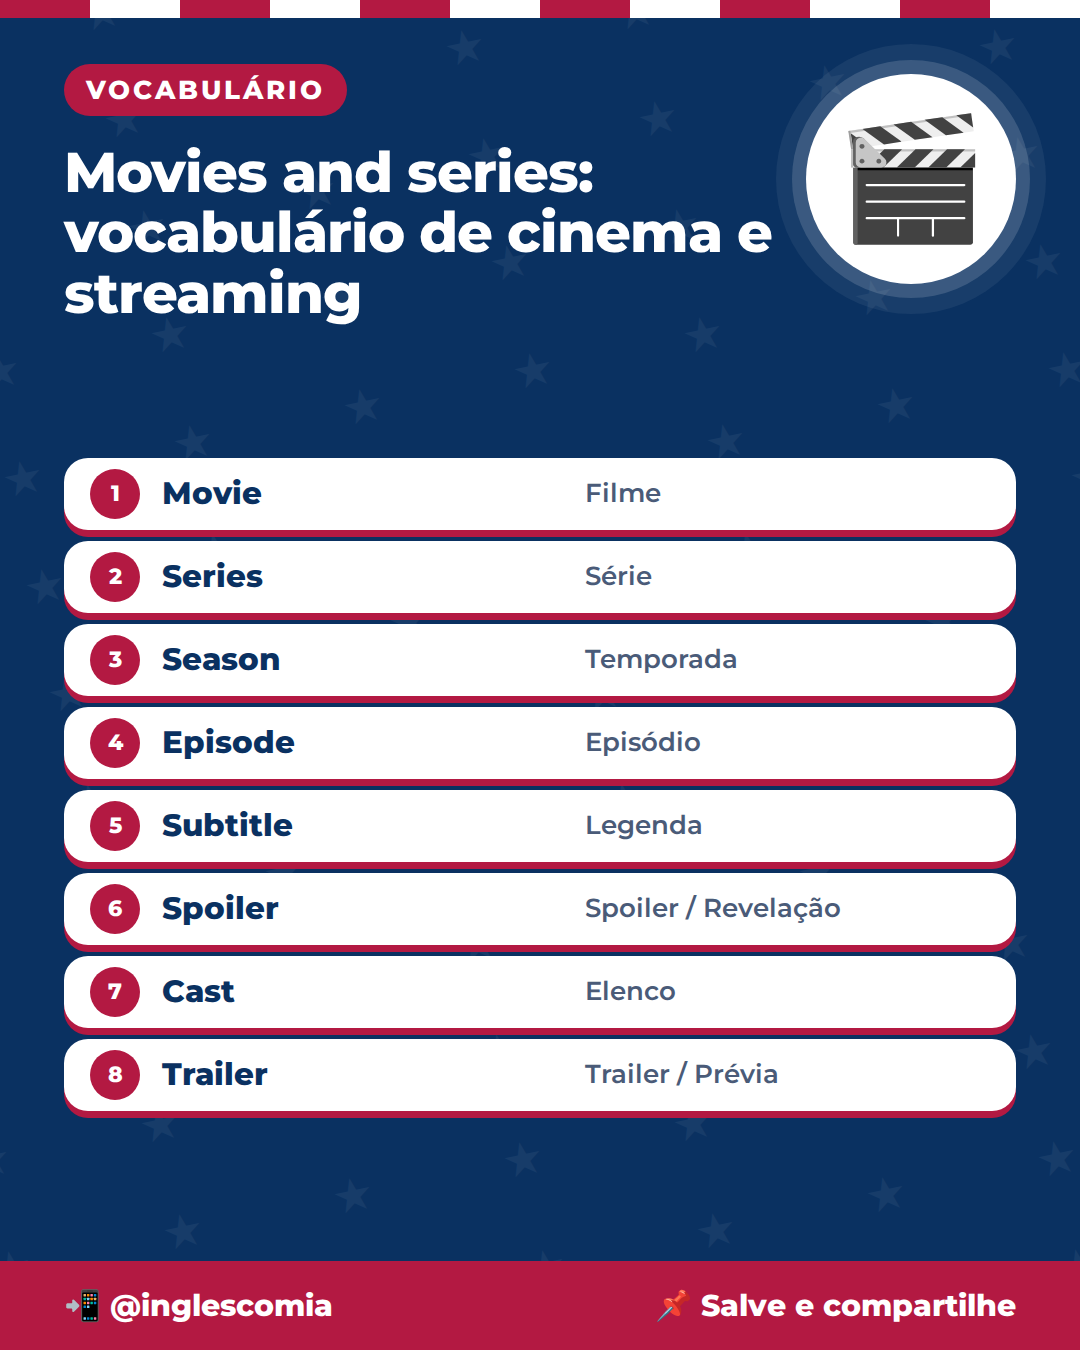 VOCABULÁRIO
Movies and series:
vocabulário de cinema e
streaming
1 Movie Filme
2 Series Série
3 Season Temporada
4 Episode Episódio
5 Subtitle Legenda
6 Spoiler Spoiler / Revelação
7 Cast Elenco
8 Trailer Trailer / Prévia
@inglescomia Salve e compartilhe